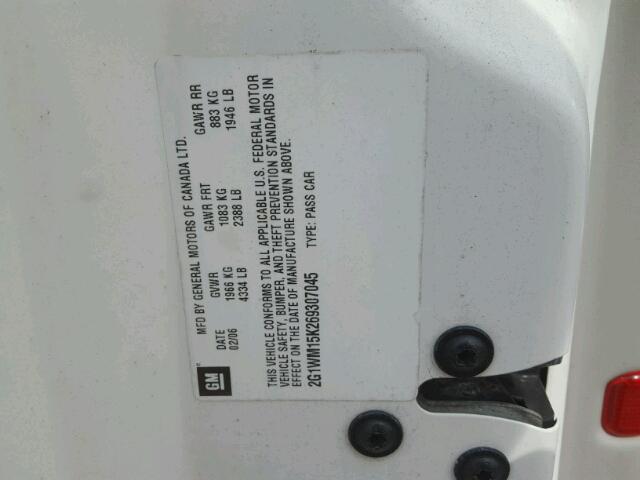 GM
MFD BY GENERAL MOTORS OF CANADA LTD.
DATE GVWR GAWR FRT GAWR RR
02/06 1966 KG 1083 KG 883 KG
4334 LB 2388 LB 1946 LB
THIS VEHICLE CONFORMS TO ALL APPLICABLE U.S. FEDERAL MOTOR
VEHICLE SAFETY, BUMPER, AND THEFT PREVENTION STANDARDS IN
EFFECT ON THE DATE OF MANUFACTURE SHOWN ABOVE.
2G1WM15K269307045 TYPE: PASS CAR